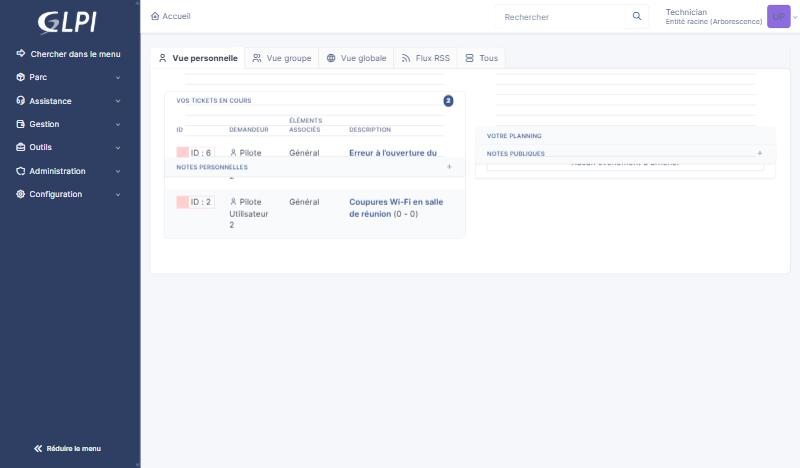 GLPI
Chercher dans le menu
Parc
Assistance
Gestion
Outils
Administration
Configuration
Réduire le menu
Accueil
Rechercher
Technician
Entité racine (Arborescence)
UP
Vue personnelle
Vue groupe
Vue globale
Flux RSS
Tous
VOS TICKETS EN COURS
2
ID
DEMANDEUR
ÉLÉMENTS ASSOCIÉS
DESCRIPTION
ID : 6
Pilote
Général
Erreur à l'ouverture du
NOTES PERSONNELLES
+
ID : 2
Pilote
Utilisateur
2
Général
Coupures Wi-Fi en salle
de réunion (0 - 0)
VOTRE PLANNING
NOTES PUBLIQUES
+